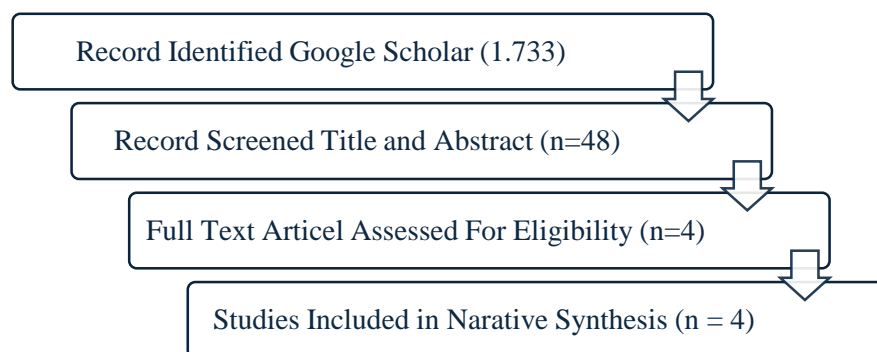 Record Identified Google Scholar (1.733)
Record Screened Title and Abstract (n=48)
Full Text Articel Assessed For Eligibility (n=4)
Studies Included in Narative Synthesis (n = 4)